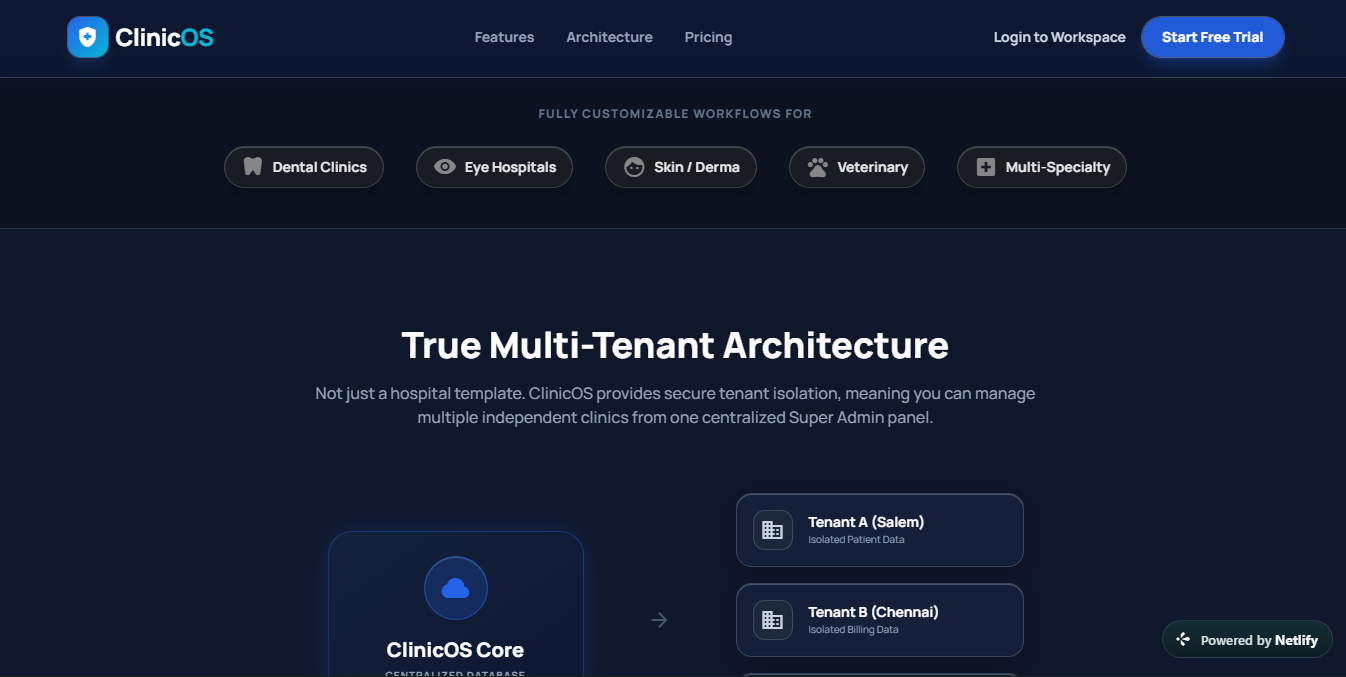 ClinicOS
Features
Architecture
Pricing
Login to Workspace
Start Free Trial
FULLY CUSTOMIZABLE WORKFLOWS FOR
Dental Clinics
Eye Hospitals
Skin / Derma
Veterinary
Multi-Specialty
True Multi-Tenant Architecture
Not just a hospital template. ClinicOS provides secure tenant isolation, meaning you can manage
multiple independent clinics from one centralized Super Admin panel.
ClinicOS Core
CENTRALIZED DATABASE
Tenant A (Salem)
Isolated Patient Data
Tenant B (Chennai)
Isolated Billing Data
Powered by Netlify